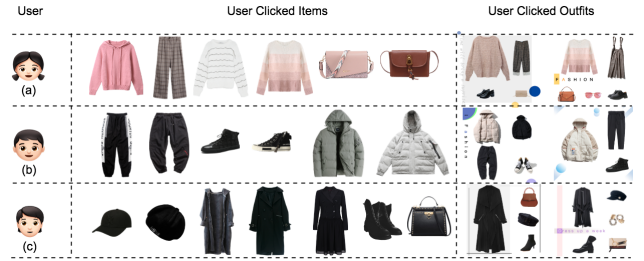 User
User Clicked Items
User Clicked Outfits
(a)
FASHION
(b)
(c)